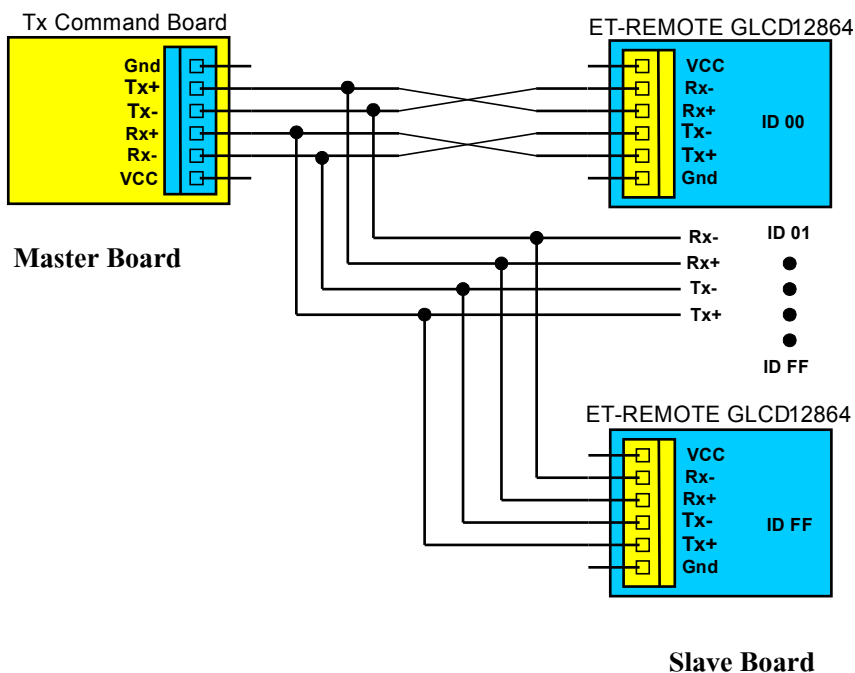 Tx Command Board
Gnd
Tx+
Tx-
Rx+
Rx-
VCC
Master Board
ET-REMOTE GLCD12864
VCC
Rx-
Rx+
Tx-
Tx+
Gnd
ID 00
Rx-
Rx+
Tx-
Tx+
ID 01
ID FF
ET-REMOTE GLCD12864
VCC
Rx-
Rx+
Tx-
Tx+
Gnd
ID FF
Slave Board